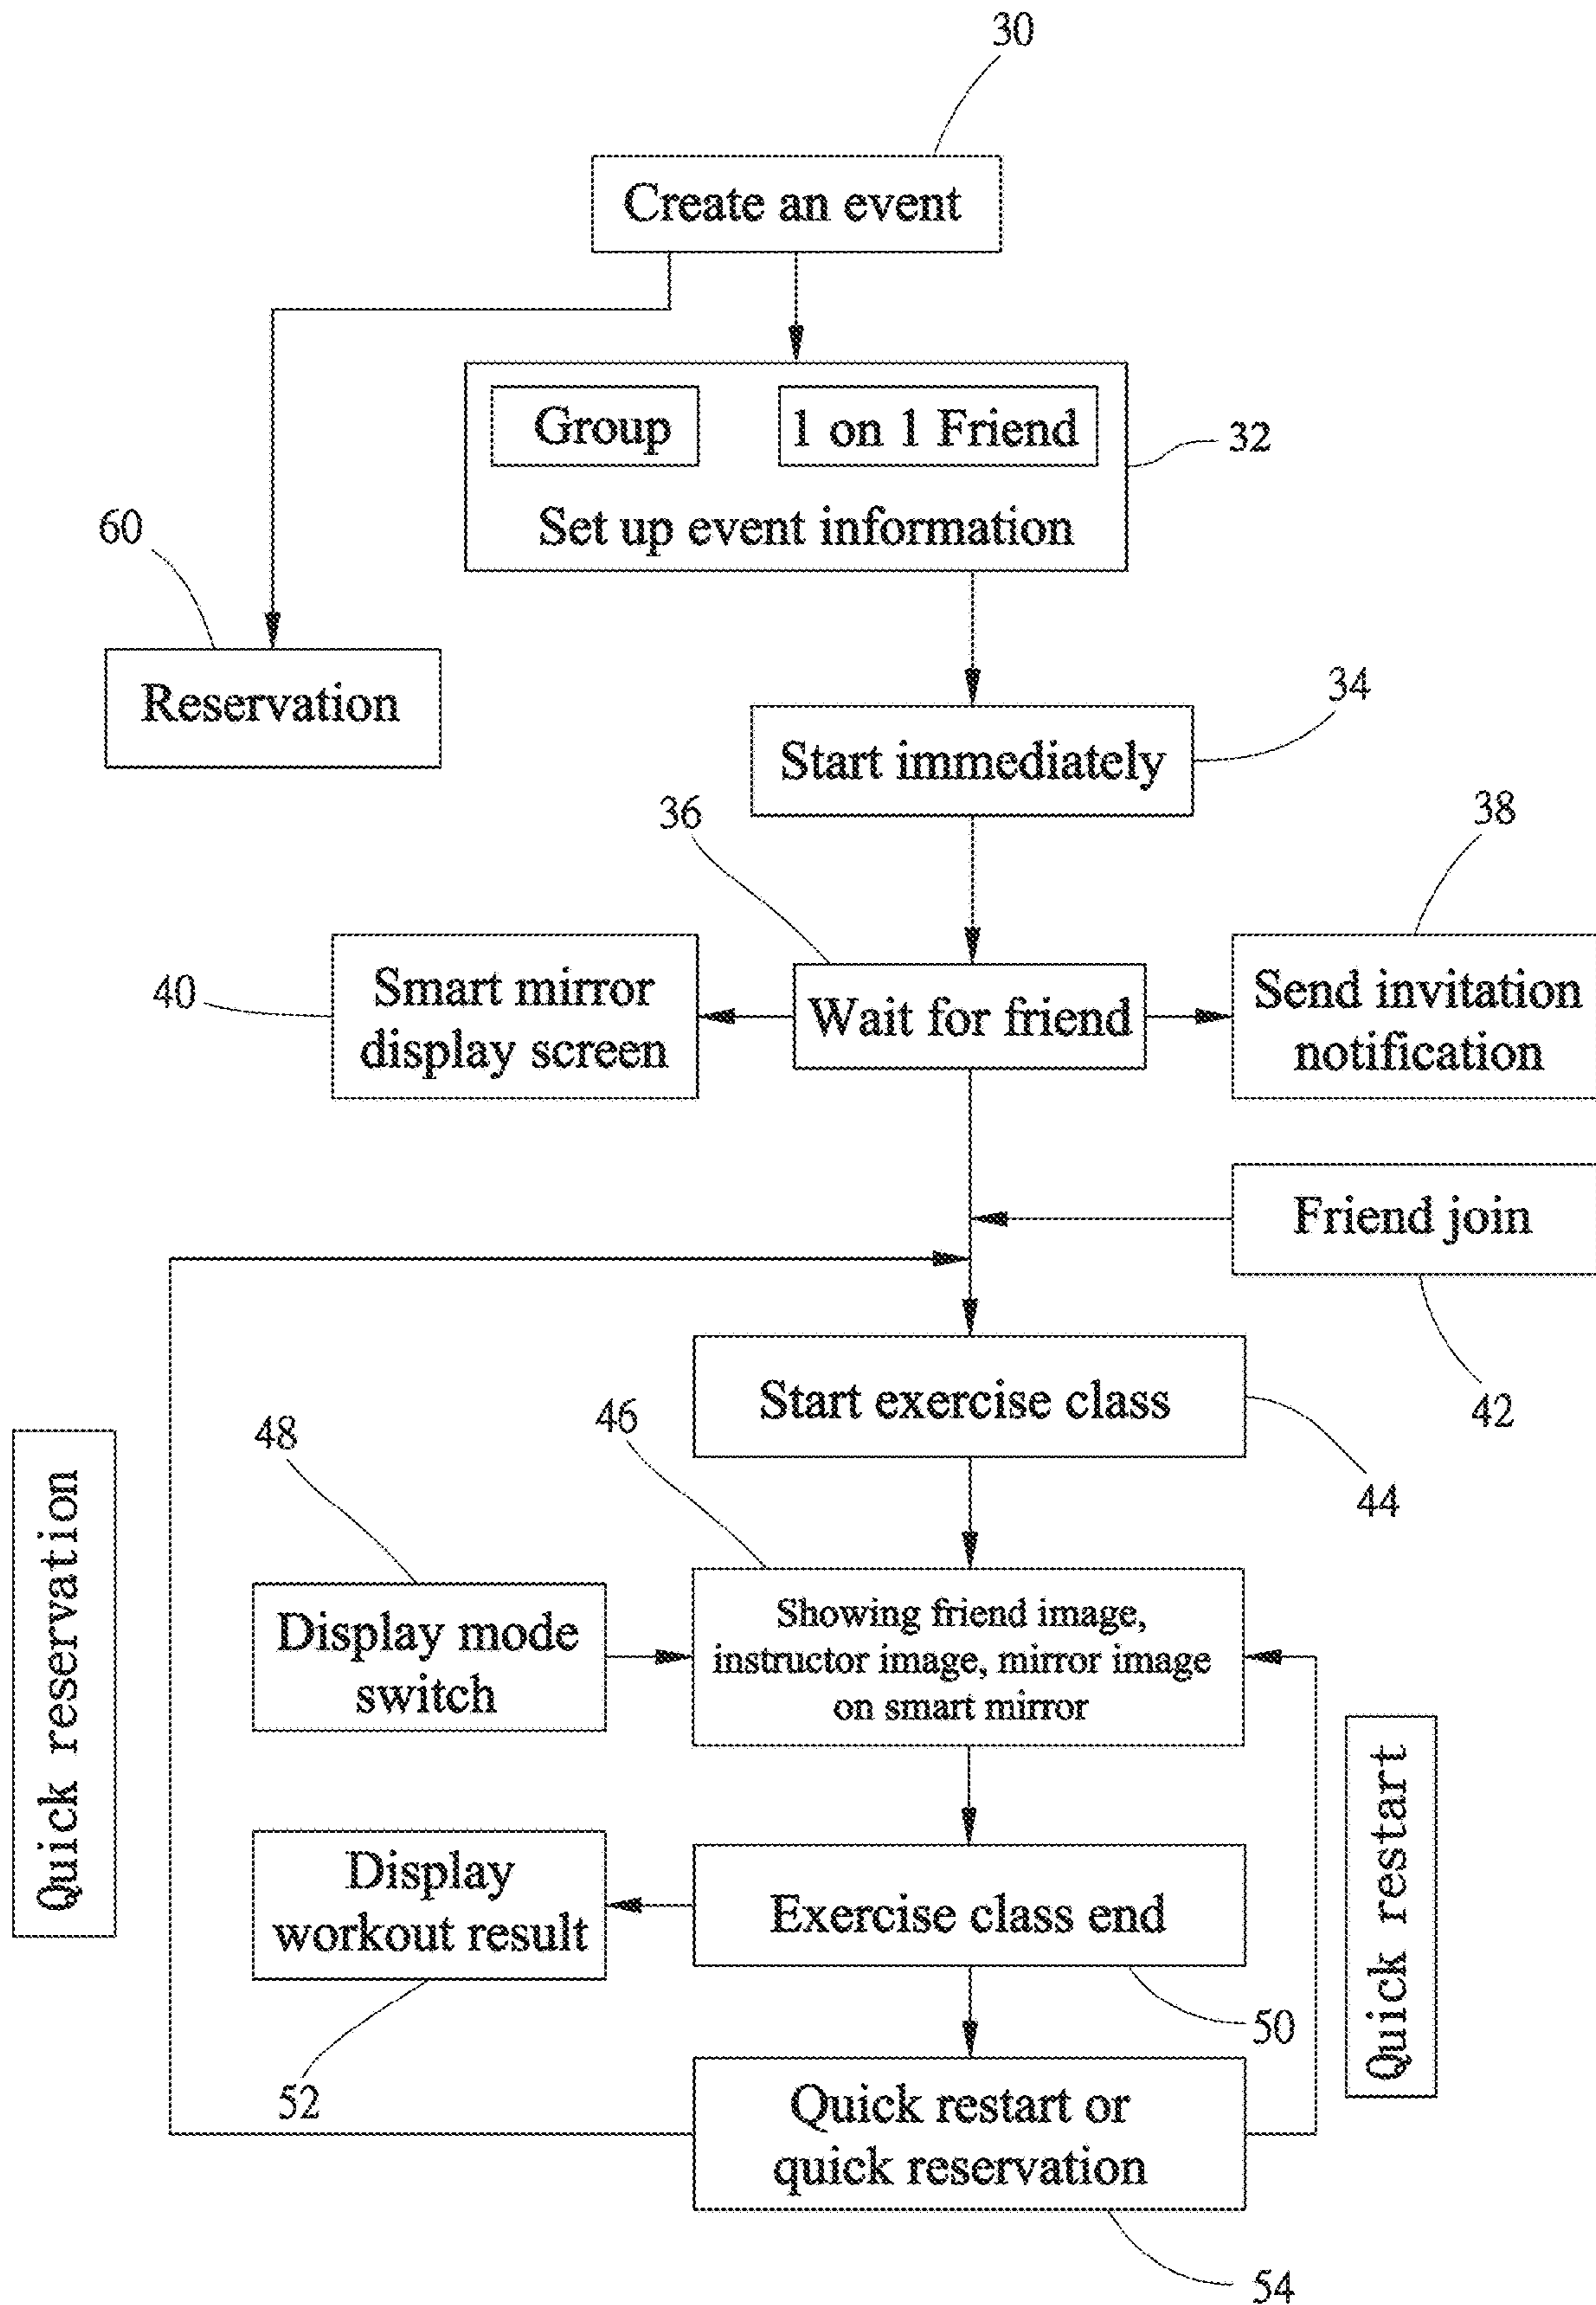 30
Create an event
Group
1 on 1 Friend
32
Set up event information
60
Reservation
34
Start immediately
36
38
40
Smart mirror
display screen
Wait for friend
Send invitation
notification
Friend join
42
Start exercise class
44
48
46
Quick reservation
Display mode
switch
Showing friend image,
instructor image, mirror image
on smart mirror
Quick restart
Display
workout result
Exercise class end
50
52
Quick restart or
quick reservation
54